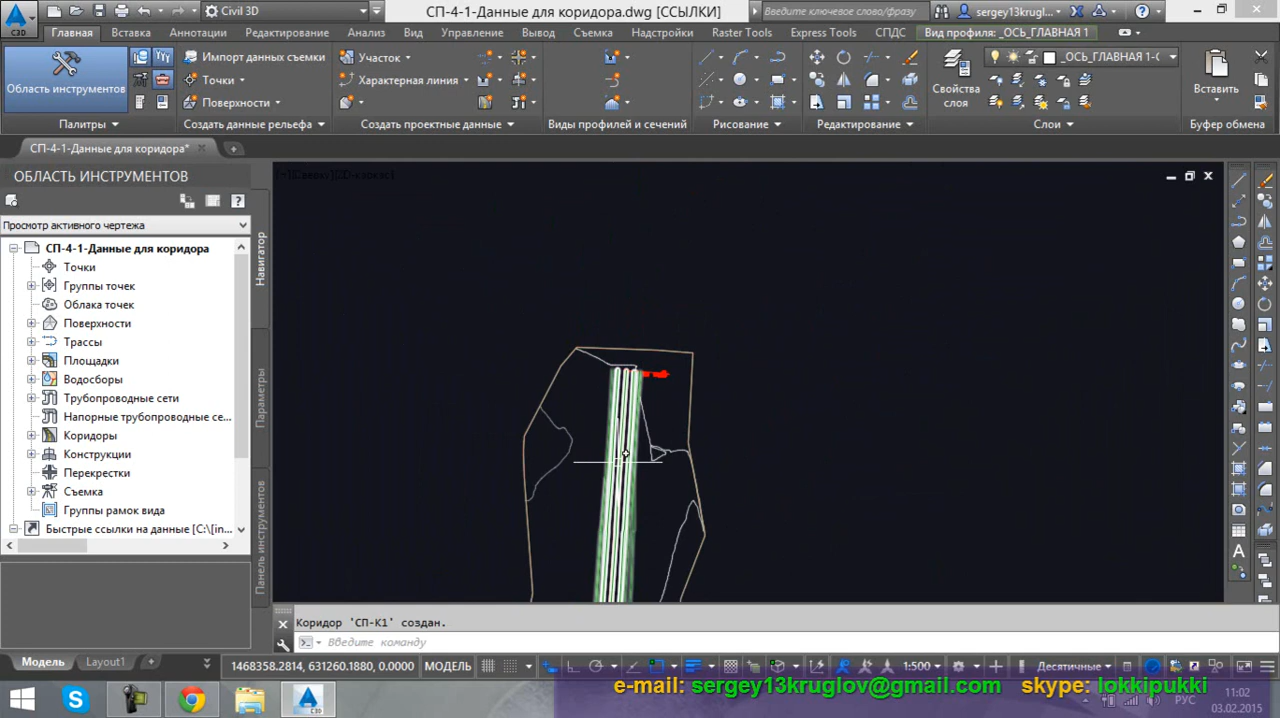 Civil 3D
СП-4-1-Данные для коридора.dwg [ССЫЛКИ]
Введите ключевое слово/фразу
sergey13kruglo...
C3D
Главная
Вставка
Аннотации
Редактирование
Анализ
Вид
Управление
Вывод
Съемка
Надстройки
Raster Tools
Express Tools
СПДС
Вид профиля: _ОСЬ_ГЛАВНАЯ 1
Область инструментов
Импорт данных съемки
Точки
Поверхности
Участок
Характерная линия
Свойства
слоя
_ОСЬ_ГЛАВНАЯ 1-(
Вставить
Палитры
Создать данные рельефа
Создать проектные данные
Виды профилей и сечений
Рисование
Редактирование
Слои
Буфер обмена
СП-4-1-Данные для коридора*
ОБЛАСТЬ ИНСТРУМЕНТОВ
Просмотр активного чертежа
СП-4-1-Данные для коридора
Точки
Группы точек
Облака точек
Поверхности
Трассы
Площадки
Водосборы
Трубопроводные сети
Напорные трубопроводные се...
Коридоры
Конструкции
Перекрестки
Съемка
Группы рамок вида
Быстрые ссылки на данные [C:\[in...
Навигатор
Параметры
Панель инструментов
Коридор 'СП-К1' создан.
Введите команду
Модель
Layout1
1468358.2814, 631260.1880, 0.0000
МОДЕЛЬ
1:500
Десятичные
e-mail: sergey13kruglov@gmail.com skype: lokkipukki
РУС
11:02
03.02.2015